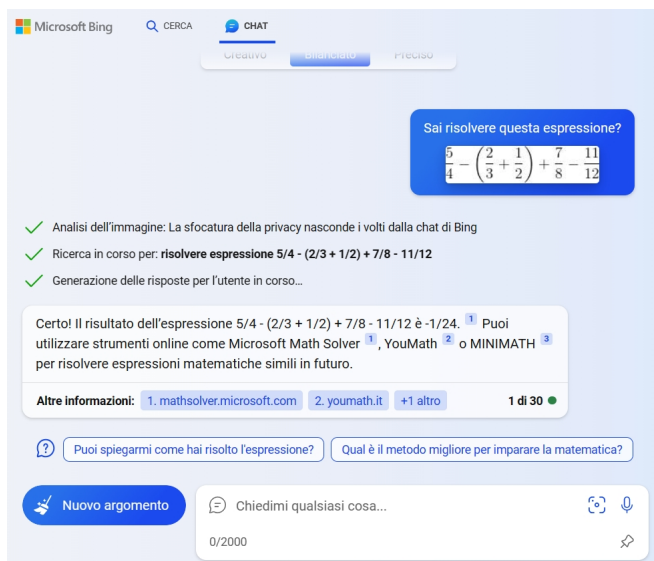 Microsoft Bing CERCA CHAT
Creativo Bilanciato Preciso
Sai risolvere questa espressione?
5/4 − (2/3 + 1/2) + 7/8 − 11/12
Analisi dell'immagine: La sfocatura della privacy nasconde i volti dalla chat di Bing
Ricerca in corso per: risolvere espressione 5/4 - (2/3 + 1/2) + 7/8 - 11/12
Generazione delle risposte per l'utente in corso...
Certo! Il risultato dell'espressione 5/4 - (2/3 + 1/2) + 7/8 - 11/12 è -1/24. 1 Puoi
utilizzare strumenti online come Microsoft Math Solver 1 , YouMath 2 o MINIMATH 3
per risolvere espressioni matematiche simili in futuro.
Altre informazioni: 1. mathsolver.microsoft.com 2. youmath.it +1 altro 1 di 30
Puoi spiegarmi come hai risolto l'espressione? Qual è il metodo migliore per imparare la matematica?
Nuovo argomento Chiedimi qualsiasi cosa...
0/2000